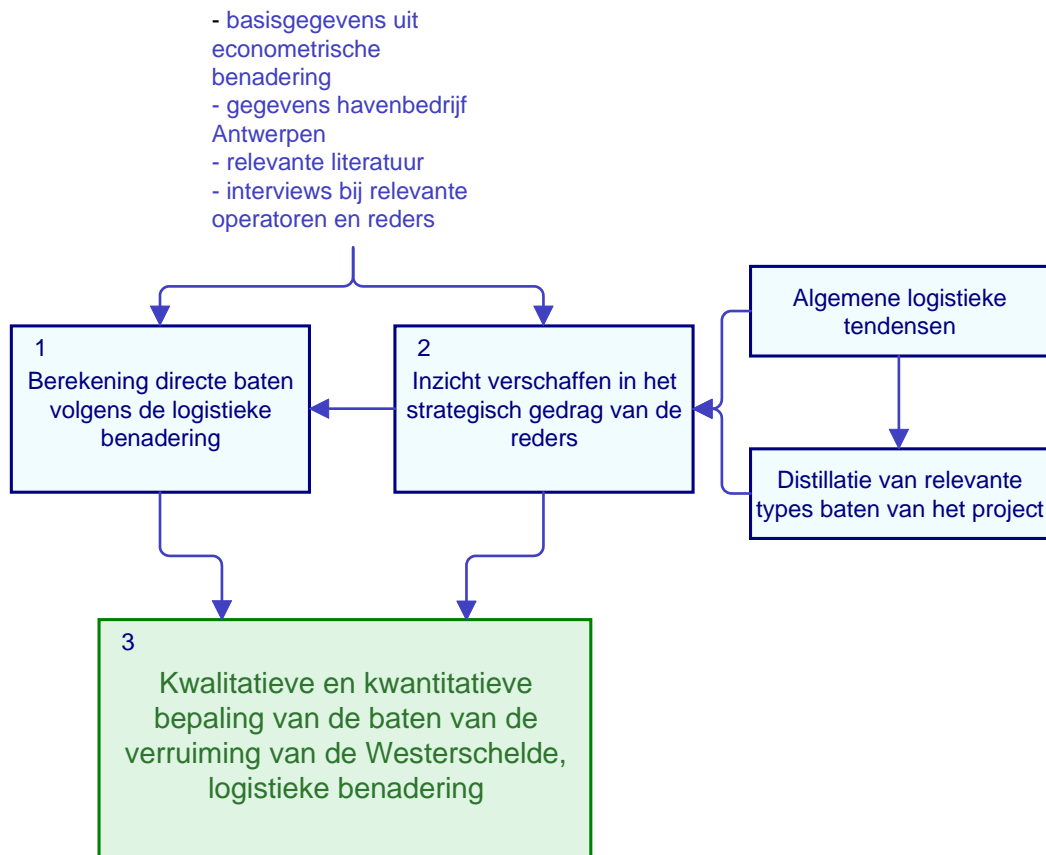 - basisgegevens uit
econometrische
benadering
- gegevens havenbedrijf
Antwerpen
- relevante literatuur
- interviews bij relevante
operatoren en reders
Algemene logistieke
tendensen
1
Berekening directe baten
volgens de logistieke
benadering
2
Inzicht verschaffen in het
strategisch gedrag van de
reders
Distillatie van relevante
types baten van het project
3
Kwalitatieve en kwantitatieve
bepaling van de baten van de
verruiming van de Westerschelde,
logistieke benadering